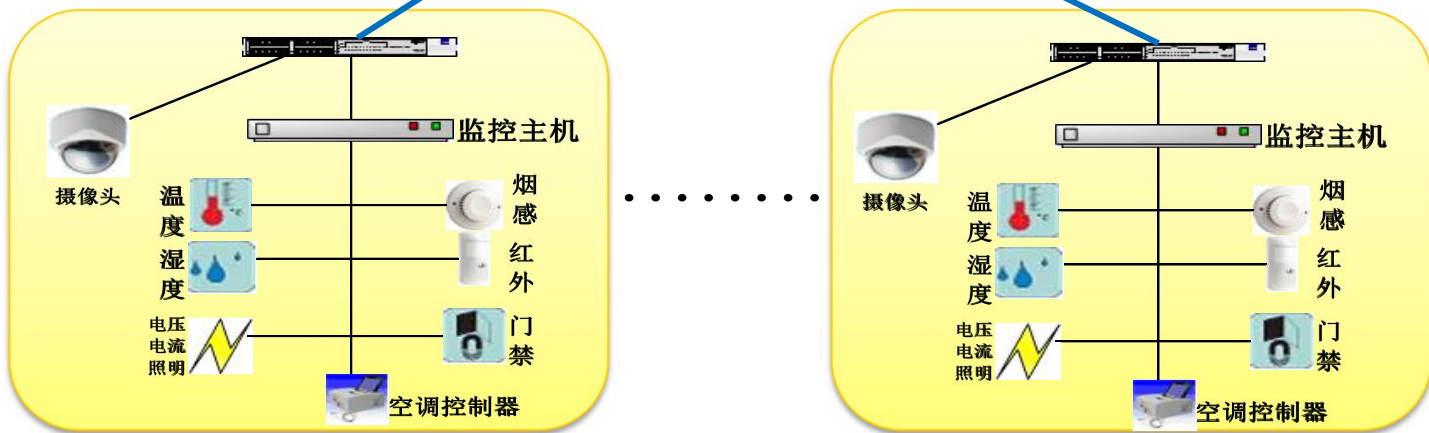 监控主机
摄像头
温度
烟感
湿度
红外
电压
电流
照明
门禁
空调控制器
监控主机
摄像头
温度
烟感
湿度
红外
电压
电流
照明
门禁
空调控制器